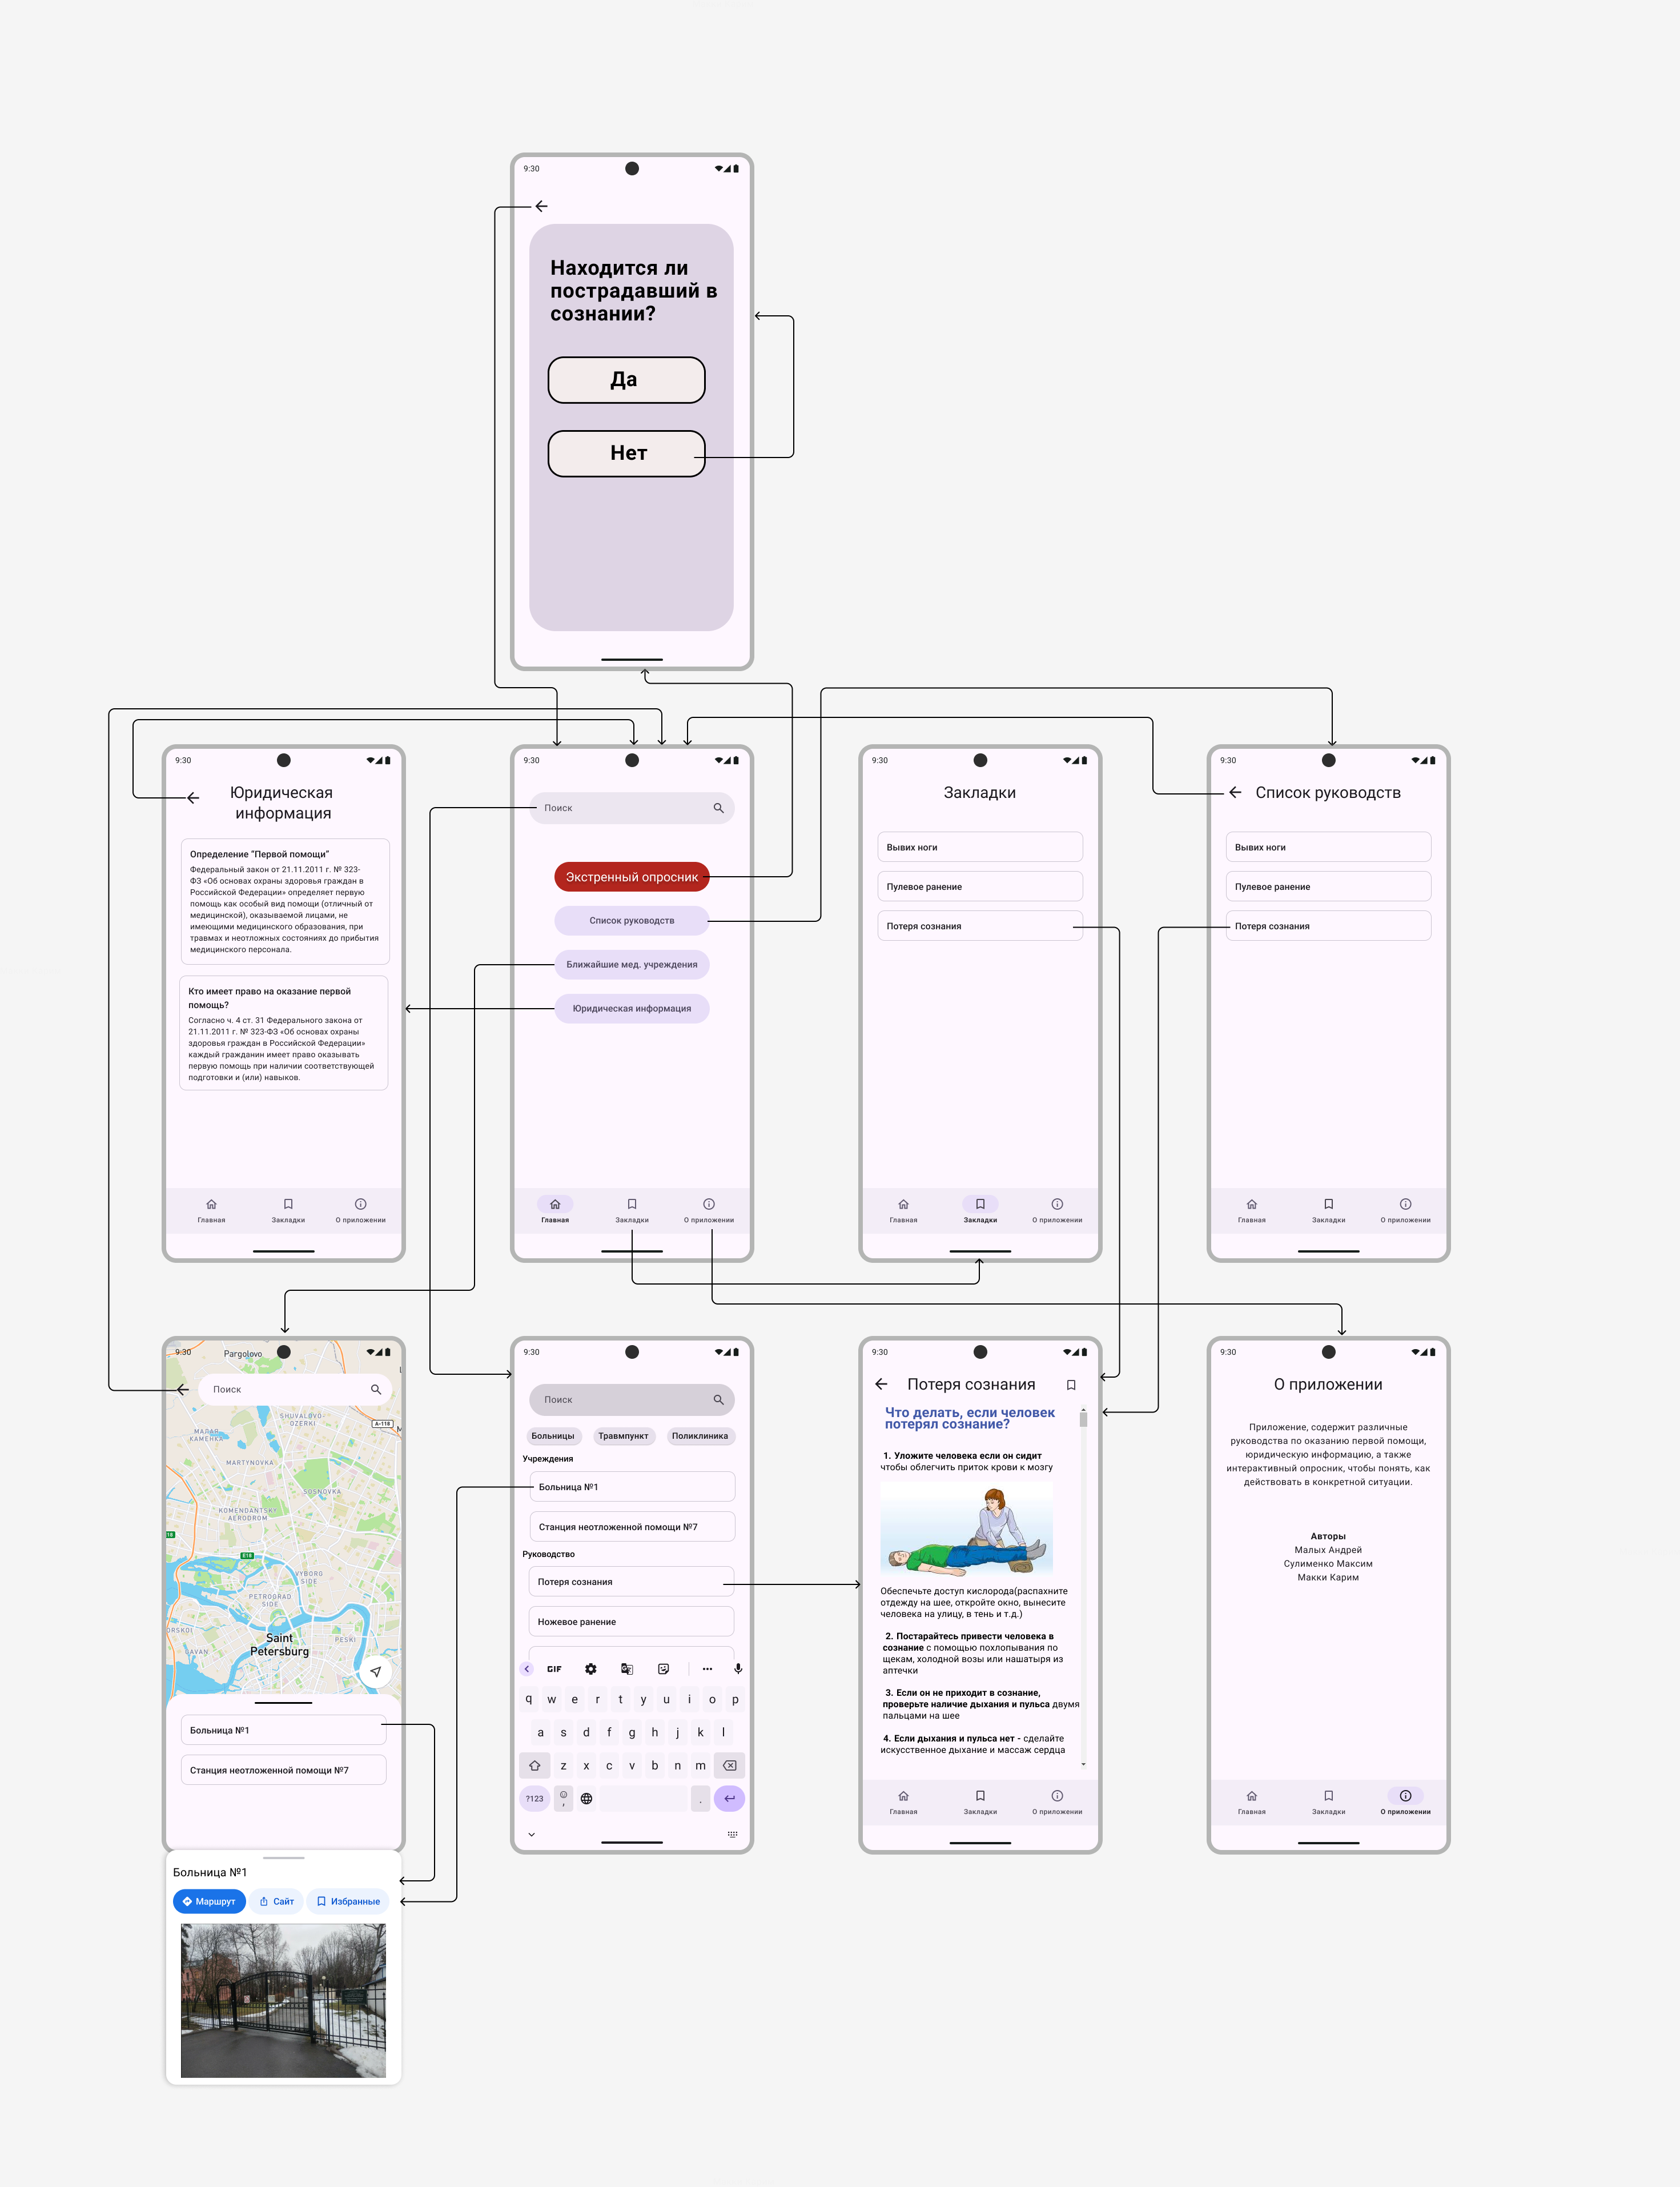 9:30
Находится ли
пострадавший в
сознании?
Да
Нет
9:30
Юридическая
информация
Определение “Первой помощи”
Федеральный закон от 21.11.2011 г. № 323-
ФЗ «Об основах охраны здоровья граждан в
Российской Федерации» определяет первую
помощь как особый вид помощи (отличный от
медицинской), оказываемой лицами, не
имеющими медицинского образования, при
травмах и неотложных состояниях до прибытия
медицинского персонала.
Кто имеет право на оказание первой
помощь?
Согласно ч. 4 ст. 31 Федерального закона от
21.11.2011 г. № 323-ФЗ «Об основах охраны
здоровья граждан в Российской Федерации»
каждый гражданин имеет право оказывать
первую помощь при наличии соответствующей
подготовки и (или) навыков.
Главная Закладки О приложении
9:30
Поиск
Экстренный опросник
Список руководств
Ближайшие мед. учреждения
Юридическая информация
Главная Закладки О приложении
9:30
Закладки
Вывих ноги
Пулевое ранение
Потеря сознания
Главная Закладки О приложении
9:30
Список руководств
Вывих ноги
Пулевое ранение
Потеря сознания
Главная Закладки О приложении
9:30
Pargolovo
Поиск
SHUVALOVO-
OZERKI
A-118
МАЛАЯ
КАМЕНКА
MARTYNOVKA
SOSNOVKA
KOMENDANTSKY
AERODROM
18
E18
VYBORG
SIDE
PETROGRAD
SIDE
ORSKOI
GAVAN
Saint
Petersburg
PESKI
Больница №1
Станция неотложенной помощи №7
Больница №1
Маршрут Сайт Избранные
9:30
Поиск
Больницы Травмпункт Поликлиника
Учреждения
Больница №1
Станция неотложенной помощи №7
Руководство
Потеря сознания
Ножевое ранение
GIF
q w e r t y u i o p
a s d f g h j k l
z x c v b n m
?123 , .
9:30
Потеря сознания
Что делать, если человек
потерял сознание?
1. Уложите человека если он сидит
чтобы облегчить приток крови к мозгу
Обеспечьте доступ кислорода(распахните
отдежду на шее, откройте окно, вынесите
человека на улицу, в тень и т.д.)
2. Постарайтесь привести человека в
сознание с помощью похлопывания по
щекам, холодной возы или нашатыря из
аптечки
3. Если он не приходит в сознание,
проверьте наличие дыхания и пульса двумя
пальцами на шее
4. Если дыхания и пульса нет - сделайте
искусственное дыхание и массаж сердца
Главная Закладки О приложении
9:30
О приложении
Приложение, содержит различные
руководства по оказанию первой помощи,
юридическую информацию, а также
интерактивный опросник, чтобы понять, как
действовать в конкретной ситуации.
Авторы
Малых Андрей
Сулименко Максим
Макки Карим
Главная Закладки О приложении